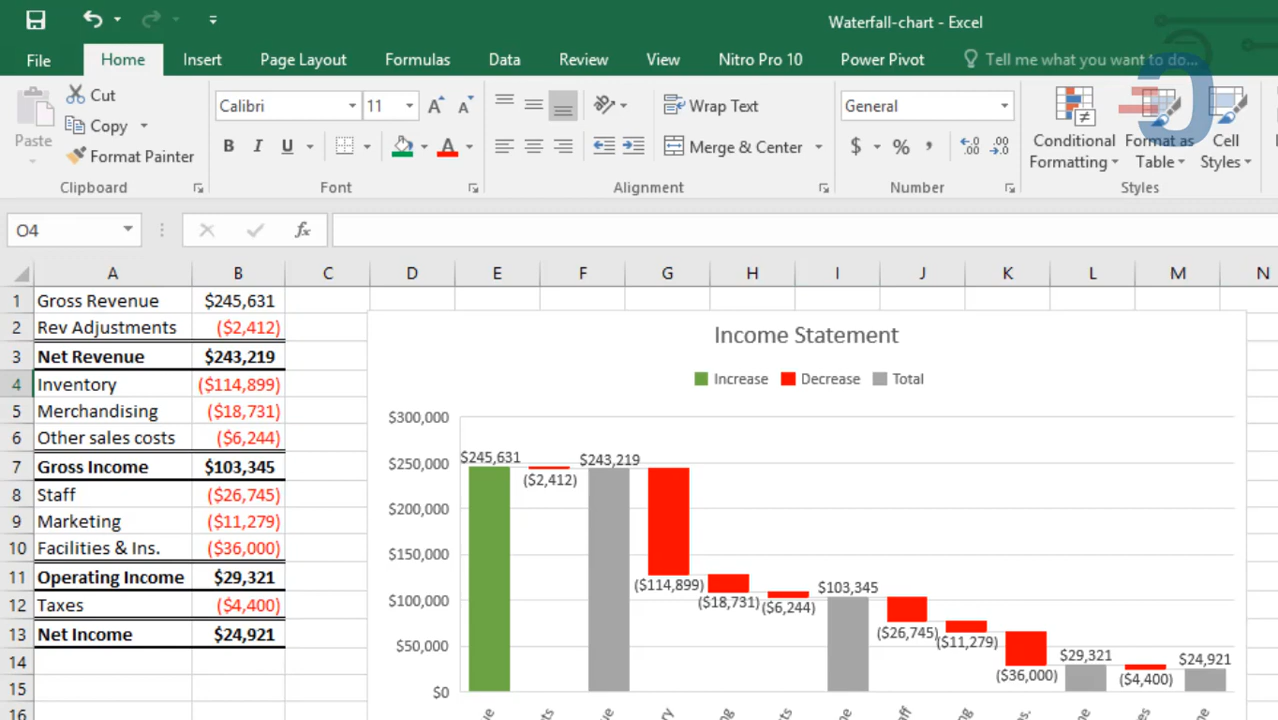 Waterfall-chart - Excel
File Home Insert Page Layout Formulas Data Review View Nitro Pro 10 Power Pivot Tell me what you want to do...
Paste
Cut
Copy
Format Painter
Clipboard
Calibri 11
B I U
Font
Wrap Text
Merge & Center
Alignment
General
$ % ,
Number
Conditional Formatting
Format as Table
Cell Styles
Styles
O4 fx
A B C D E F G H I J K L M N
1 Gross Revenue $245,631
2 Rev Adjustments ($2,412)
3 Net Revenue $243,219
4 Inventory ($114,899)
5 Merchandising ($18,731)
6 Other sales costs ($6,244)
7 Gross Income $103,345
8 Staff ($26,745)
9 Marketing ($11,279)
10 Facilities & Ins. ($36,000)
11 Operating Income $29,321
12 Taxes ($4,400)
13 Net Income $24,921
14
15
16
Income Statement
Increase Decrease Total
$300,000
$250,000
$200,000
$150,000
$100,000
$50,000
$0
$245,631
($2,412)
$243,219
($114,899)
($18,731)
($6,244)
$103,345
($26,745)
($11,279)
($36,000)
$29,321
($4,400)
$24,921